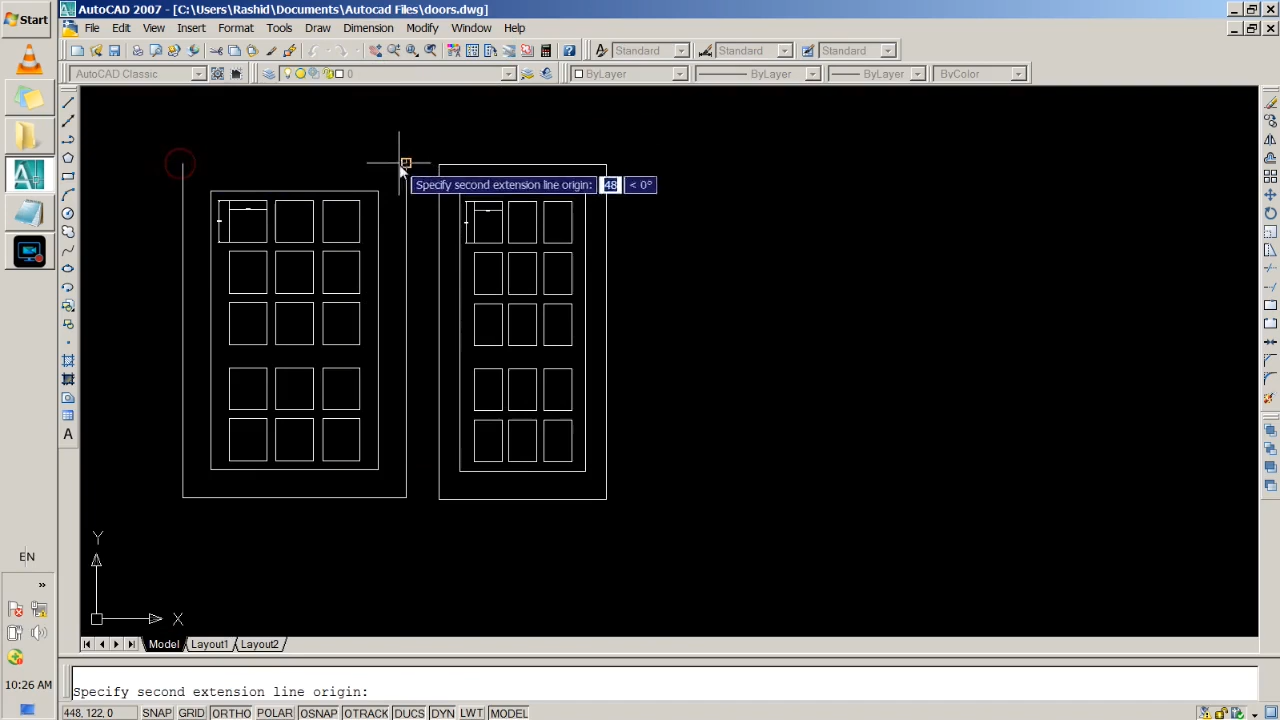 Start
AutoCAD 2007 - [C:\Users\Rashid\Documents\Autocad Files\doors.dwg]
File Edit View Insert Format Tools Draw Dimension Modify Window Help
Standard Standard Standard
AutoCAD Classic 0 ByLayer ByLayer ByLayer ByColor
A
Specify second extension line origin: 48 < 0°
Y
X
EN
»
Model Layout1 Layout2
10:26 AM
Specify second extension line origin:
448, 122, 0 SNAP GRID ORTHO POLAR OSNAP OTRACK DUCS DYN LWT MODEL